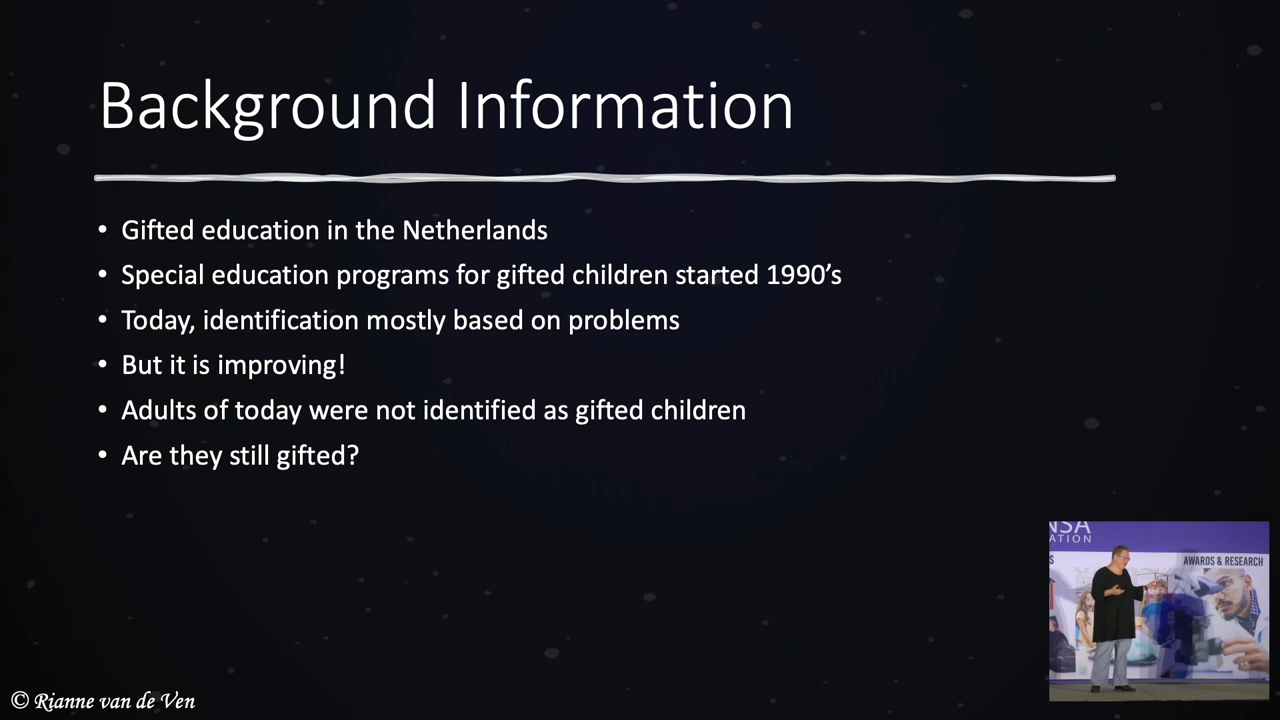 Background Information
• Gifted education in the Netherlands
• Special education programs for gifted children started 1990’s
• Today, identification mostly based on problems
• But it is improving!
• Adults of today were not identified as gifted children
• Are they still gifted?
NSA
ATION
S
AWARDS & RESEARCH
© Rianne van de Ven